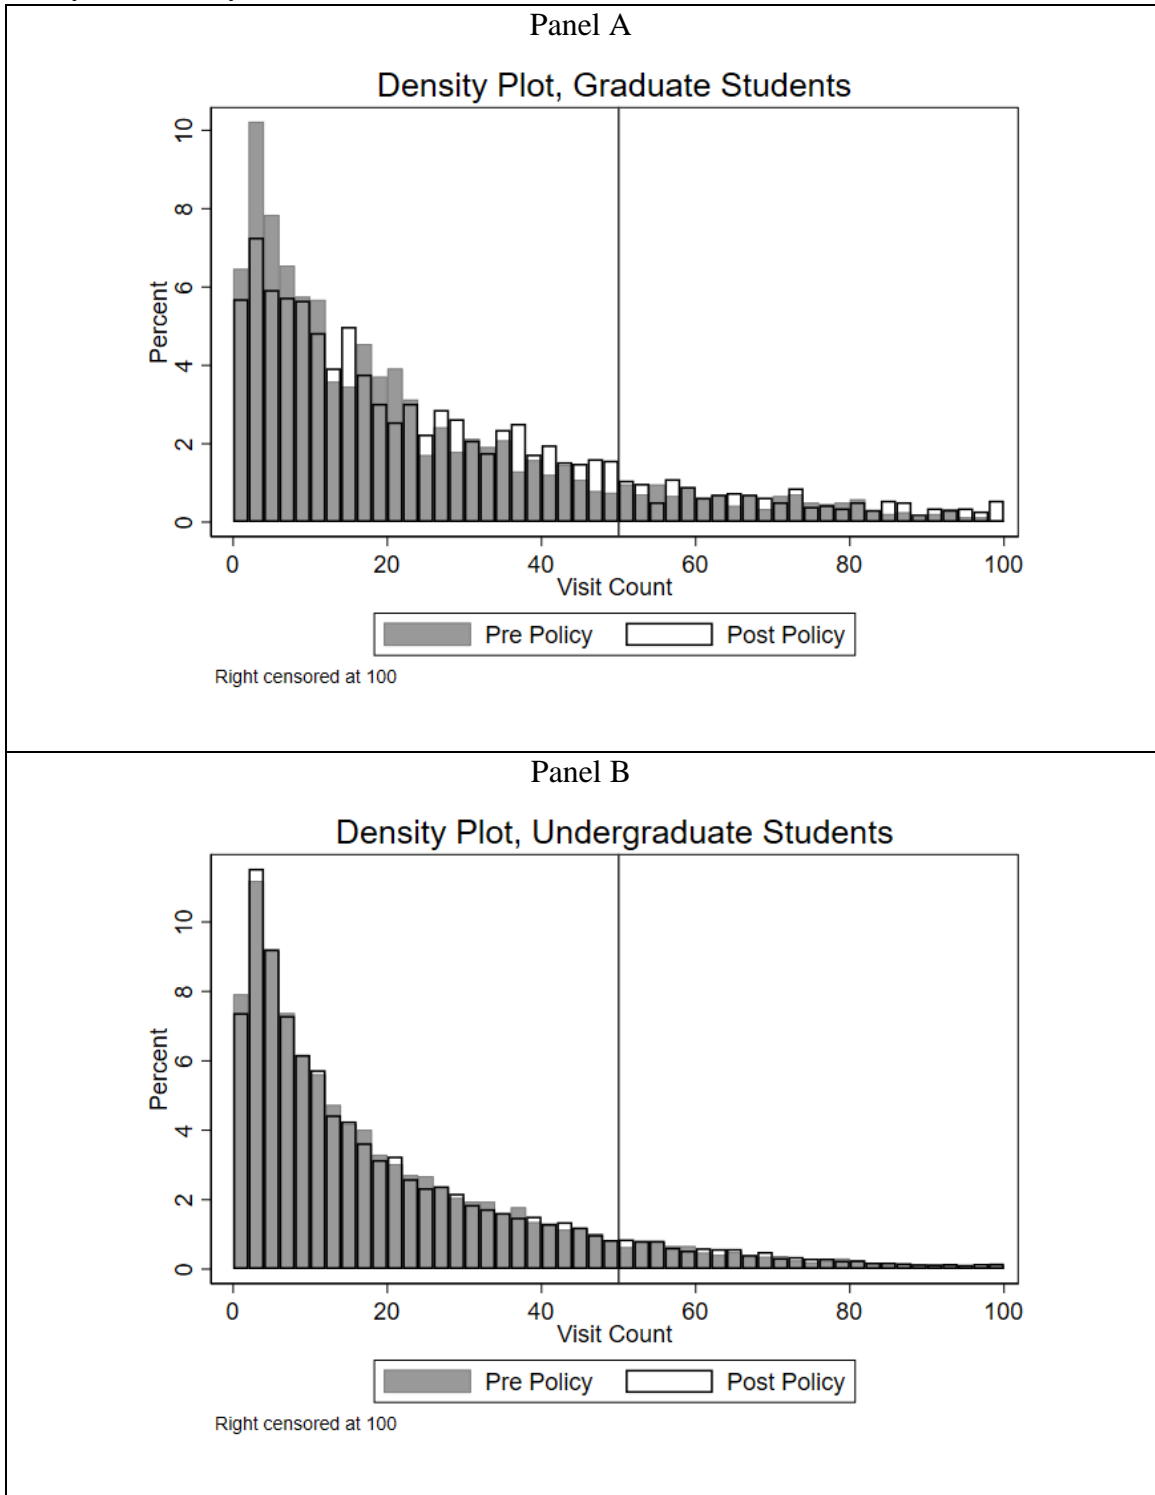 Panel A
Density Plot, Graduate Students
10
8
6
4
2
0
Percent
0 20 40 60 80 100
Visit Count
Pre Policy Post Policy
Right censored at 100
Panel B
Density Plot, Undergraduate Students
10
8
6
4
2
0
Percent
0 20 40 60 80 100
Visit Count
Pre Policy Post Policy
Right censored at 100